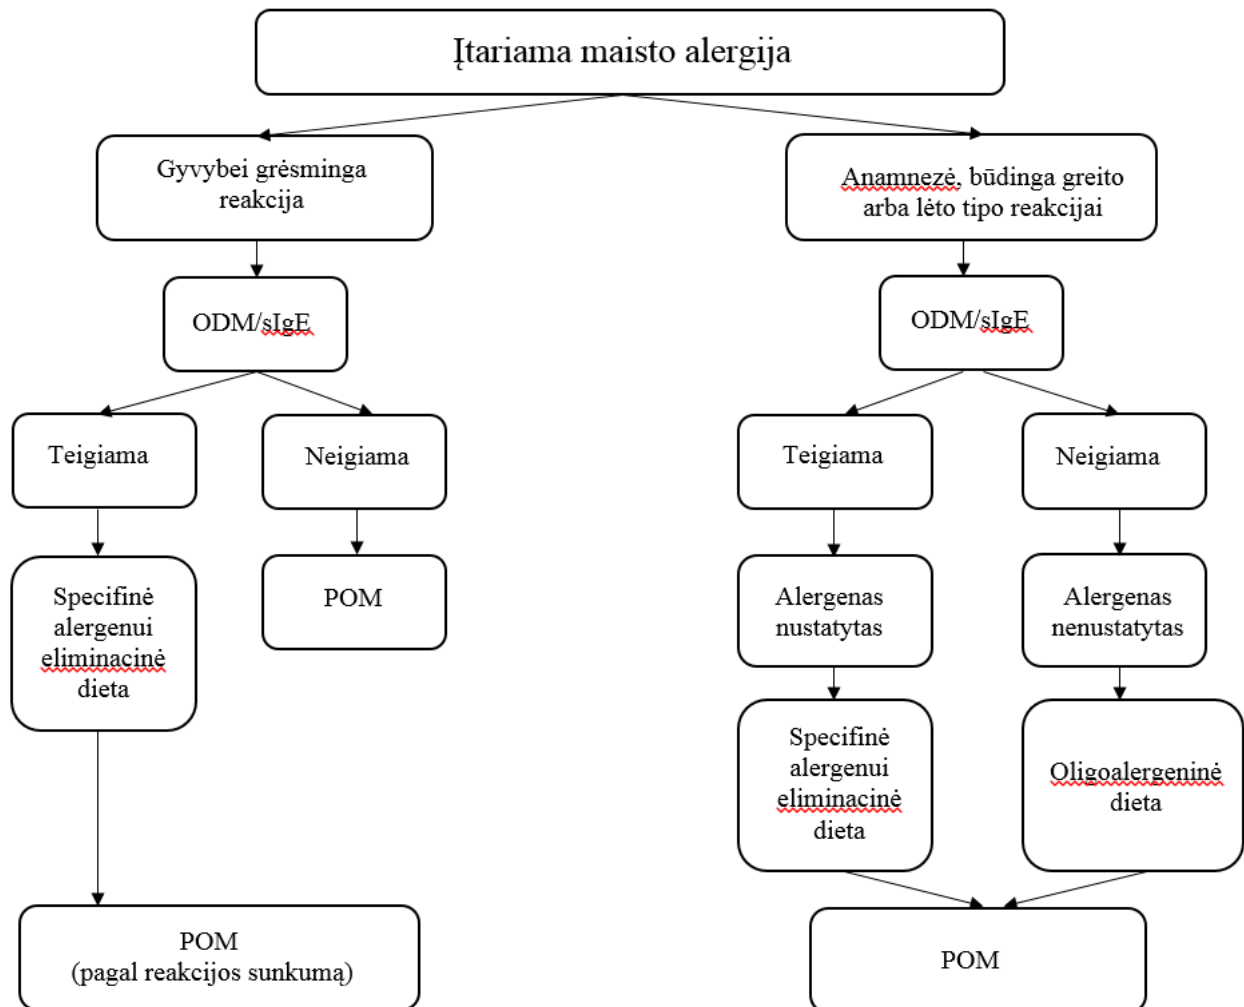 Įtariama maisto alergija
Gyvybei grėsminga
reakcija
Anamnezė, būdinga greito
arba lėto tipo reakcijai
ODM/sIgE
ODM/sIgE
Teigiama
Neigiama
Teigiama
Neigiama
Specifinė
alergenui
eliminacinė
dieta
POM
Alergenas
nustatytas
Alergenas
nenustatytas
Specifinė
alergenui
eliminacinė
dieta
Oligoalergeninė
dieta
POM
(pagal reakcijos sunkumą)
POM